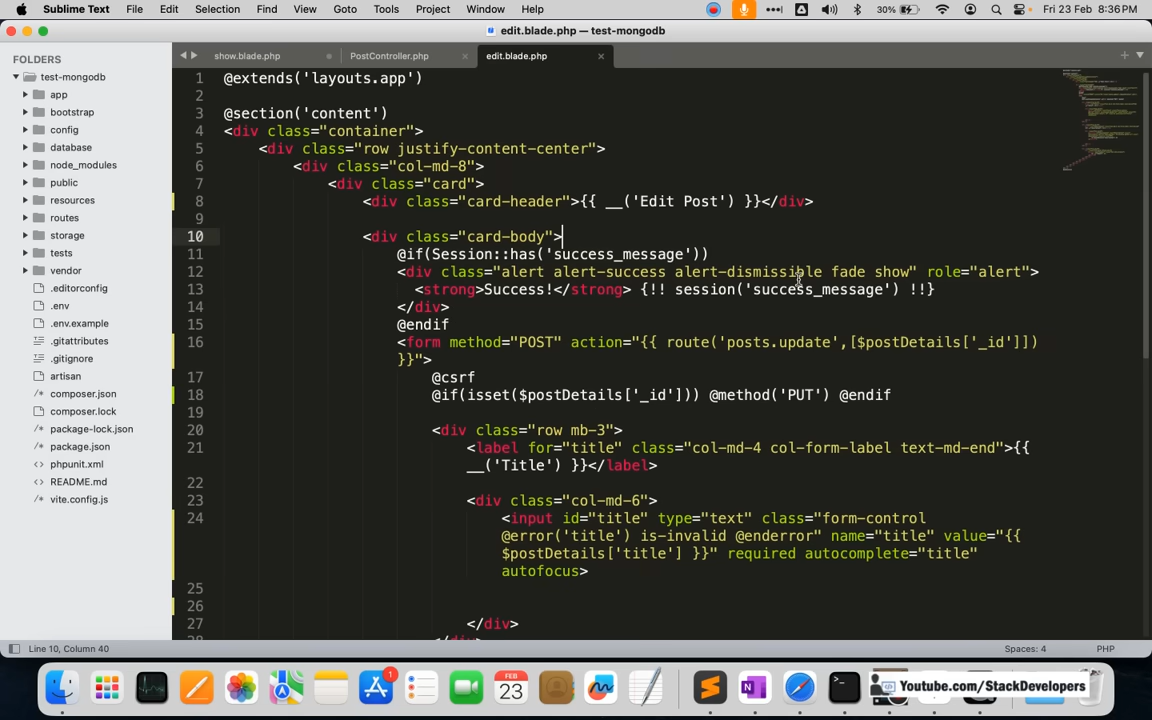 Sublime Text File Edit Selection Find View Goto Tools Project Window Help 30% Fri 23 Feb 8:36 PM
edit.blade.php — test-mongodb
FOLDERS
test-mongodb
app
bootstrap
config
database
node_modules
public
resources
routes
storage
tests
vendor
.editorconfig
.env
.env.example
.gitattributes
.gitignore
artisan
composer.json
composer.lock
package-lock.json
package.json
phpunit.xml
README.md
vite.config.js
show.blade.php PostController.php edit.blade.php
1 @extends('layouts.app')
2
3 @section('content')
4 <div class="container">
5 <div class="row justify-content-center">
6 <div class="col-md-8">
7 <div class="card">
8 <div class="card-header">{{ __('Edit Post') }}</div>
9
10 <div class="card-body">
11 @if(Session::has('success_message'))
12 <div class="alert alert-success alert-dismissible fade show" role="alert">
13 <strong>Success!</strong> {!! session('success_message') !!}
14 </div>
15 @endif
16 <form method="POST" action="{{ route('posts.update',[$postDetails['_id']])
}}">
17 @csrf
18 @if(isset($postDetails['_id'])) @method('PUT') @endif
19
20 <div class="row mb-3">
21 <label for="title" class="col-md-4 col-form-label text-md-end">{{
__('Title') }}</label>
22
23 <div class="col-md-6">
24 <input id="title" type="text" class="form-control
@error('title') is-invalid @enderror" name="title" value="{{
$postDetails['title'] }}" required autocomplete="title"
autofocus>
25
26
27 </div>
28 </div>
Line 10, Column 40 Spaces: 4 PHP
1
FEB
23
Youtube.com/StackDevelopers